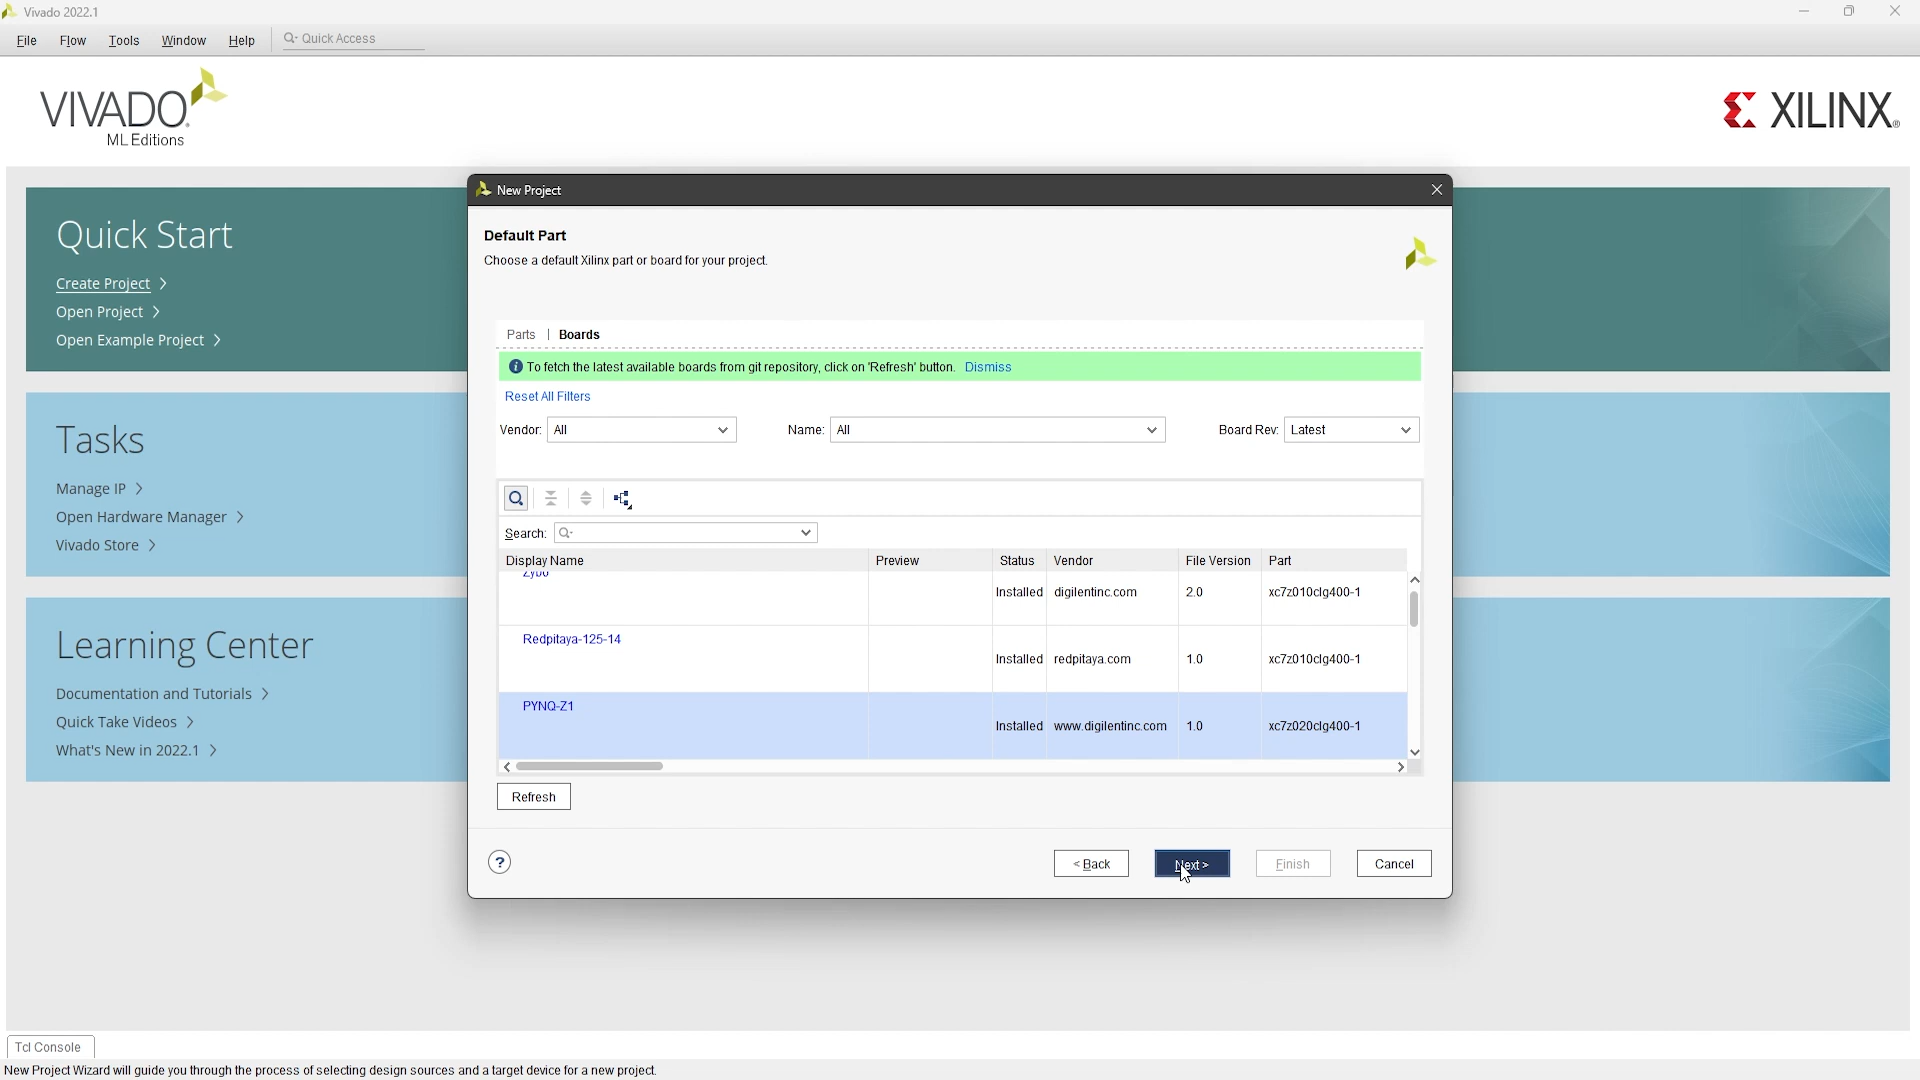 Vivado 2022.1
File Flow Tools Window Help Quick Access
VIVADO
ML Editions
XILINX®
Quick Start
Create Project >
Open Project >
Open Example Project >
Tasks
Manage IP >
Open Hardware Manager >
Vivado Store >
Learning Center
Documentation and Tutorials >
Quick Take Videos >
What's New in 2022.1 >
New Project
Default Part
Choose a default Xilinx part or board for your project.
Parts | Boards
To fetch the latest available boards from git repository, click on 'Refresh' button. Dismiss
Reset All Filters
Vendor: All Name: All Board Rev: Latest
Search:
Display Name Preview Status Vendor File Version Part
Zybo
Installed digilentinc.com 2.0 xc7z010clg400-1
Redpitaya-125-14
Installed redpitaya.com 1.0 xc7z010clg400-1
PYNQ-Z1
Installed www.digilentinc.com 1.0 xc7z020clg400-1
Refresh
? < Back Next > Finish Cancel
Tcl Console
New Project Wizard will guide you through the process of selecting design sources and a target device for a new project.